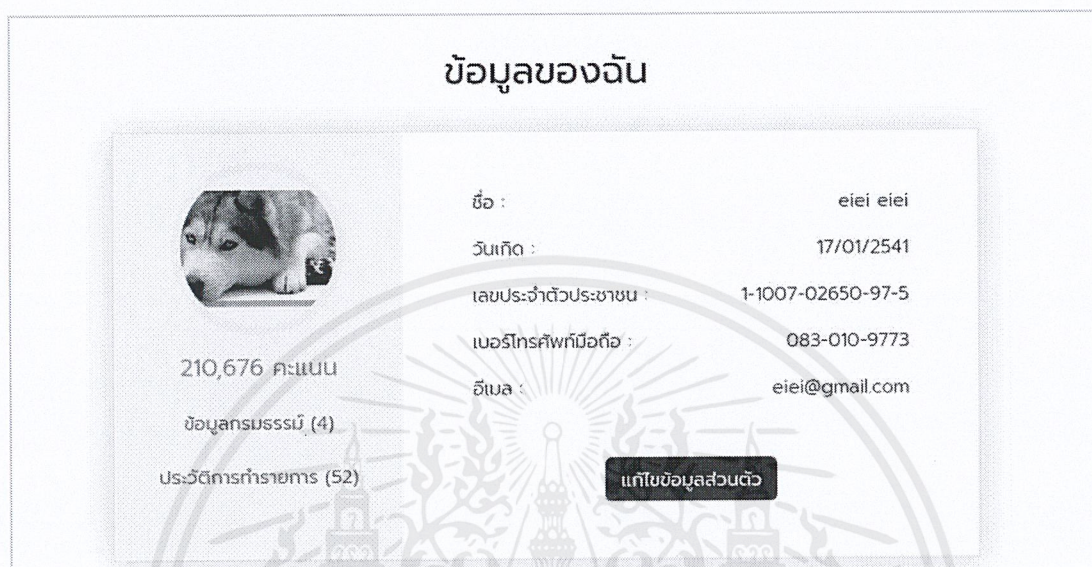 ข้อมูลของฉัน
ชื่อ : eiei eiei
วันเกิด : 17/01/2541
เลขประจำตัวประชาชน : 1-1007-02650-97-5
เบอร์โทรศัพท์มือถือ : 083-010-9773
อีเมล : eiei@gmail.com
210,676 คะแนน
ข้อมูลกรมธรรม์ (4)
ประวัติการทำรายการ (52)
แก้ไขข้อมูลส่วนตัว